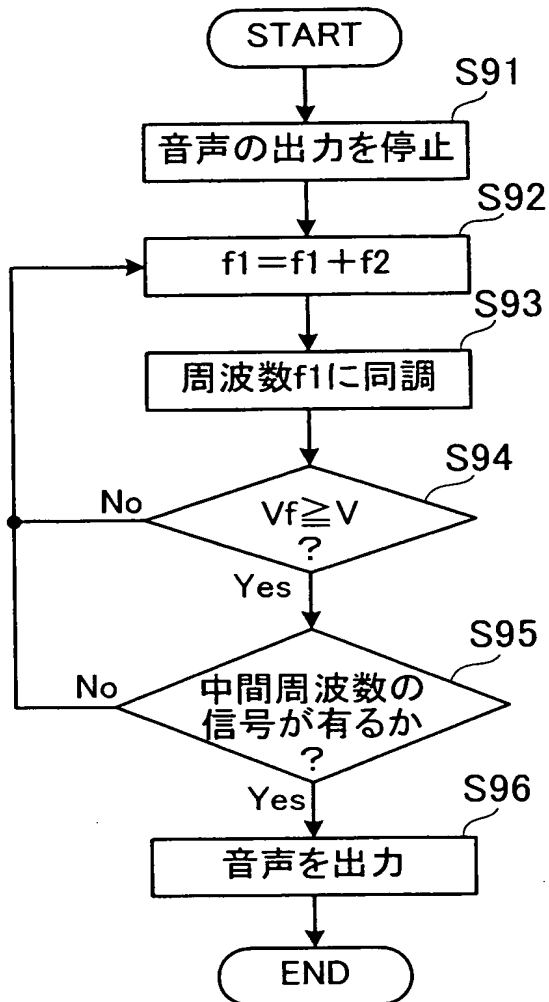 START
S91
音声の出力を停止
S92
f1=f1+f2
S93
周波数f1に同調
S94
No
Vf≧V
?
Yes
S95
No
中間周波数の
信号が有るか
?
Yes
S96
音声を出力
END